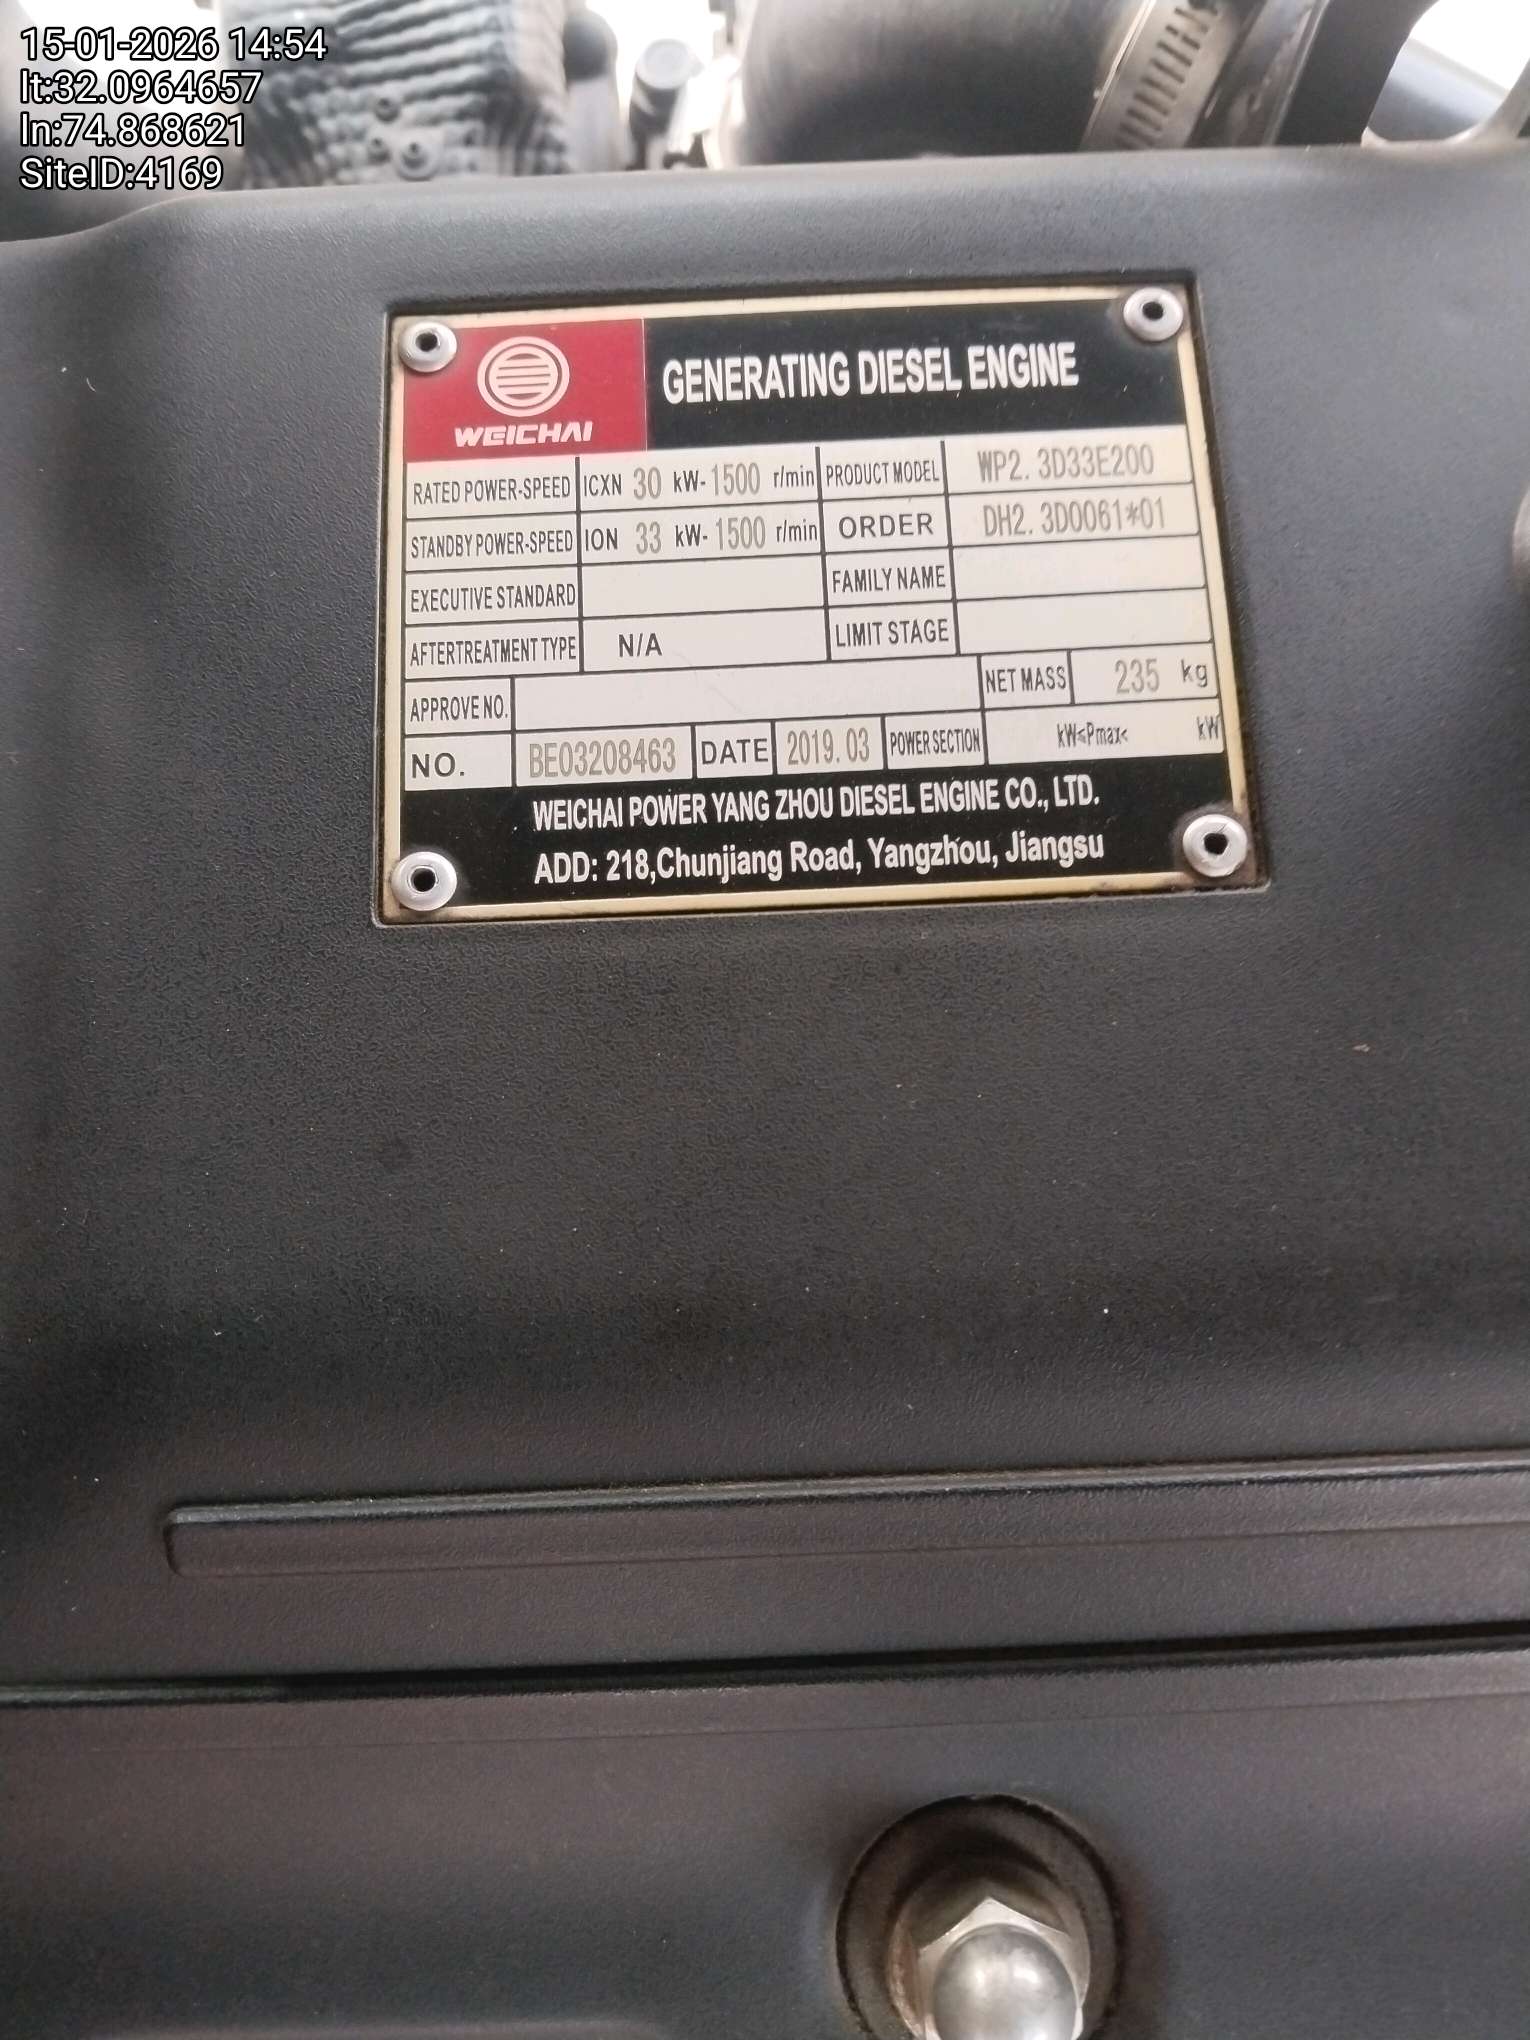 15-01-2026 14:54
lt:32.0964657
ln:74.868621
SiteID:4169
WEICHAI
GENERATING DIESEL ENGINE
RATED POWER-SPEED ICXN 30 kW- 1500 r/min PRODUCT MODEL WP2. 3D33E200
STANDBY POWER-SPEED ION 33 kW- 1500 r/min ORDER DH2. 3D0061*01
EXECUTIVE STANDARD FAMILY NAME
AFTERTREATMENT TYPE N/A LIMIT STAGE
APPROVE NO. NET MASS 235 kg
NO. BE03208463 DATE 2019. 03 POWER SECTION kW≤Pmax< kW
WEICHAI POWER YANG ZHOU DIESEL ENGINE CO., LTD.
ADD: 218,Chunjiang Road, Yangzhou, Jiangsu